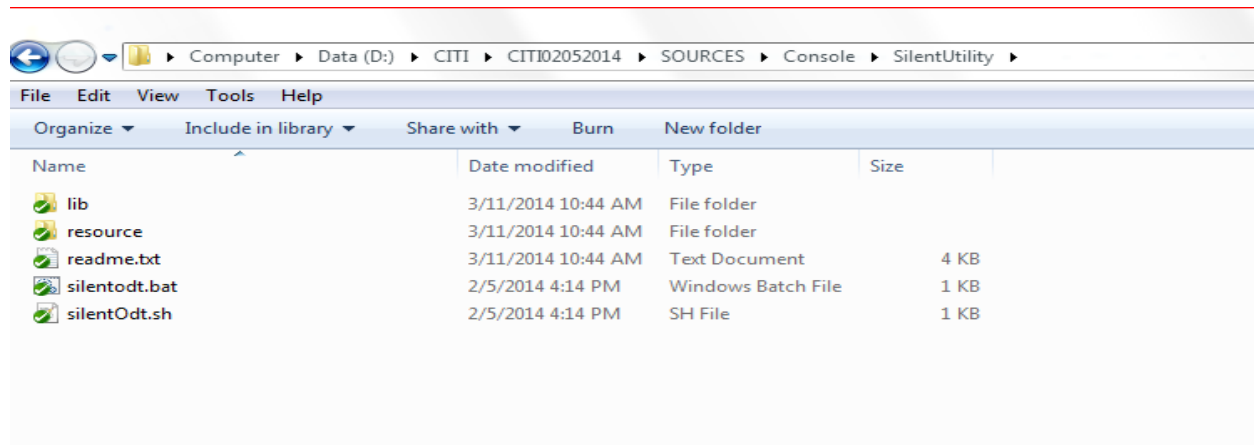 Computer Data (D:) CITI CITI02052014 SOURCES Console SilentUtility
File Edit View Tools Help
Organize Include in library Share with Burn New folder
Name Date modified Type Size
lib 3/11/2014 10:44 AM File folder
resource 3/11/2014 10:44 AM File folder
readme.txt 3/11/2014 10:44 AM Text Document 4 KB
silentodt.bat 2/5/2014 4:14 PM Windows Batch File 1 KB
silentOdt.sh 2/5/2014 4:14 PM SH File 1 KB